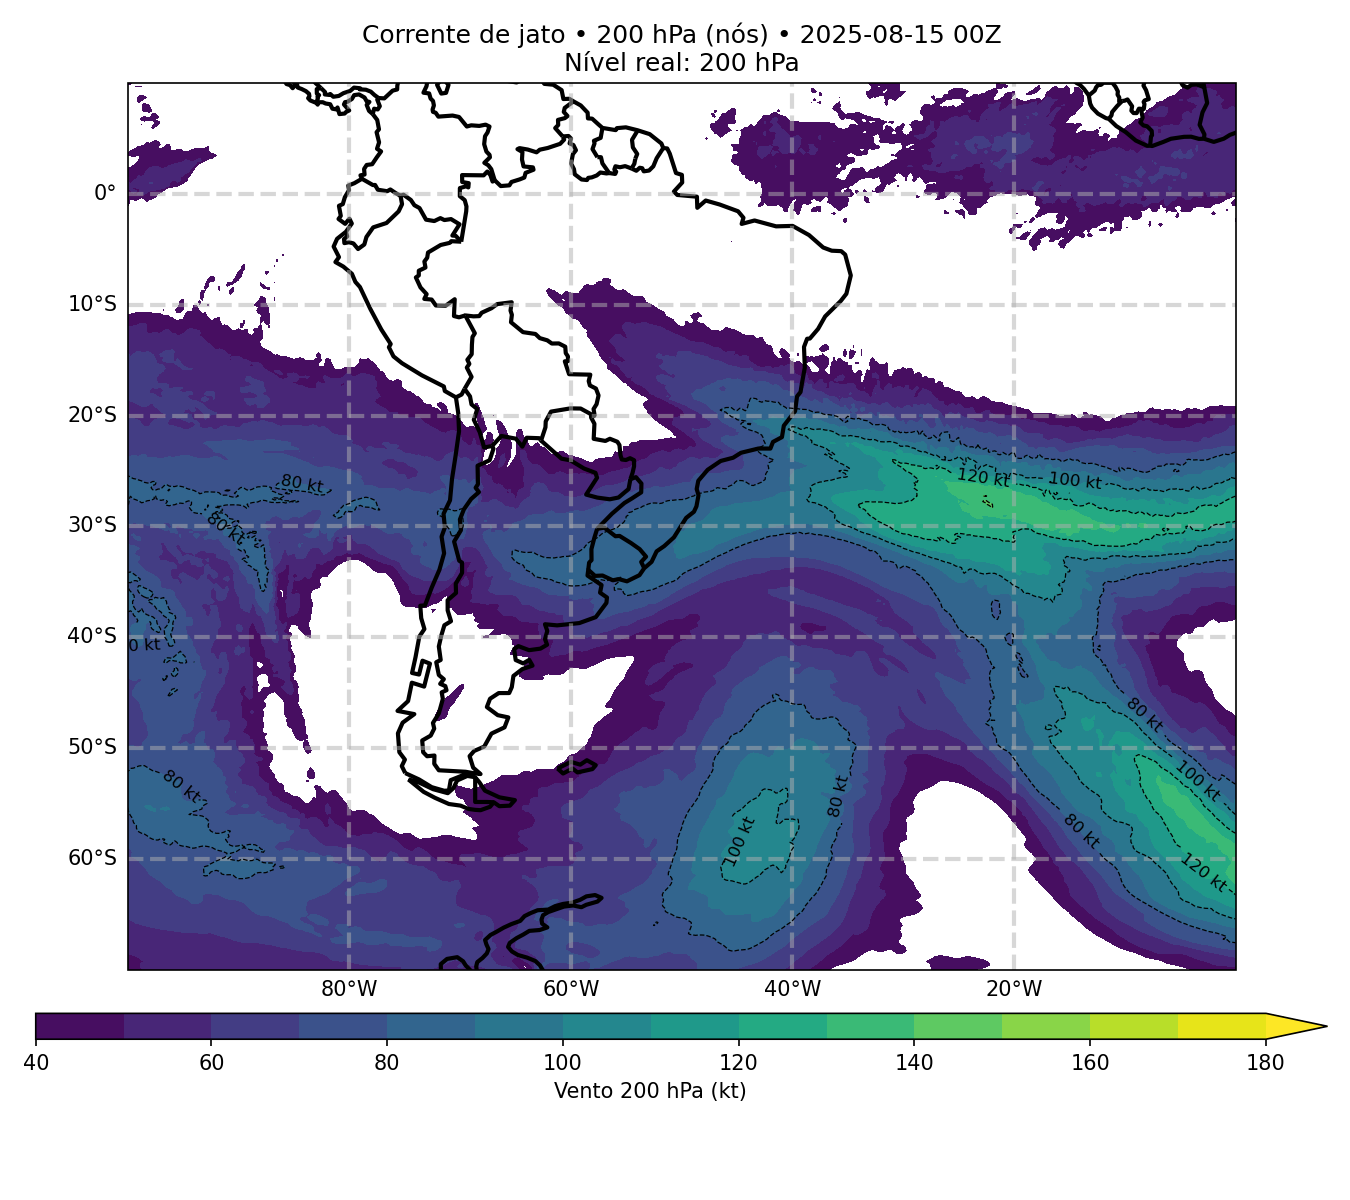 Corrente de jato • 200 hPa (nós) • 2025-08-15 00Z
Nível real: 200 hPa
0°
10°S
20°S
30°S
40°S
50°S
60°S
80 kt
80 kt
0 kt
80 kt
120 kt
100 kt
80 kt
100 kt
80 kt
100 kt
80 kt
120 kt
80°W
60°W
40°W
20°W
40
60
80
100
120
140
160
180
Vento 200 hPa (kt)